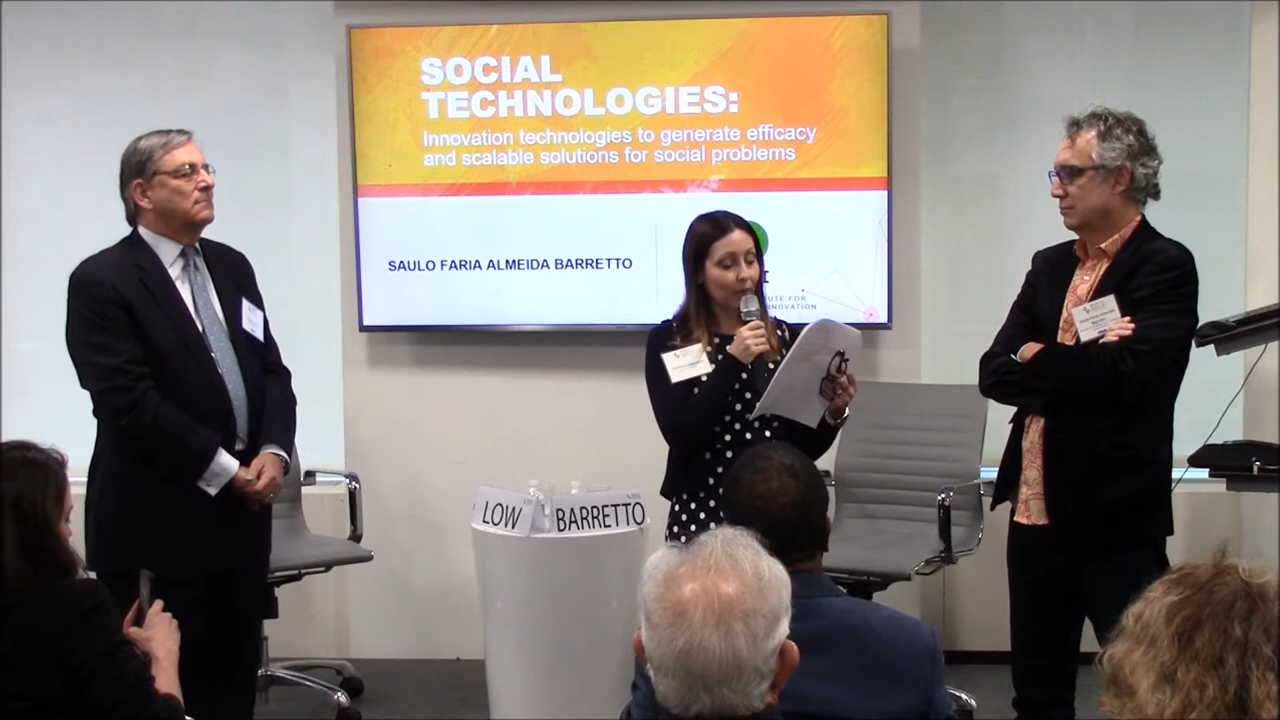 SOCIAL
TECHNOLOGIES:
Innovation technologies to generate efficacy
and scalable solutions for social problems
SAULO FARIA ALMEIDA BARRETTO
UTE FOR
NNOVATION
LOW
BARRETTO